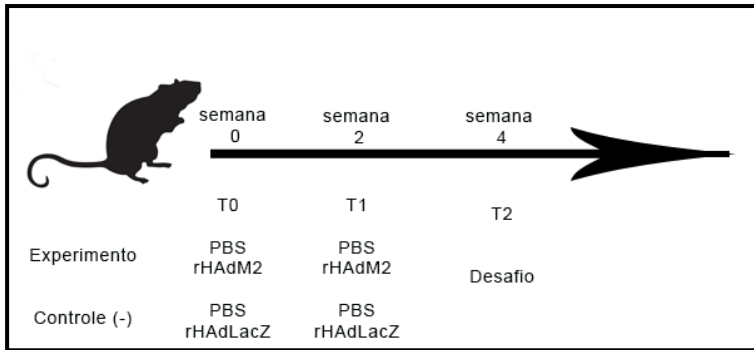 semana semana semana
0 2 4
T0 T1 T2
Experimento PBS PBS Desafio
rHAdM2 rHAdM2
Controle (-) PBS PBS
rHAdLacZ rHAdLacZ